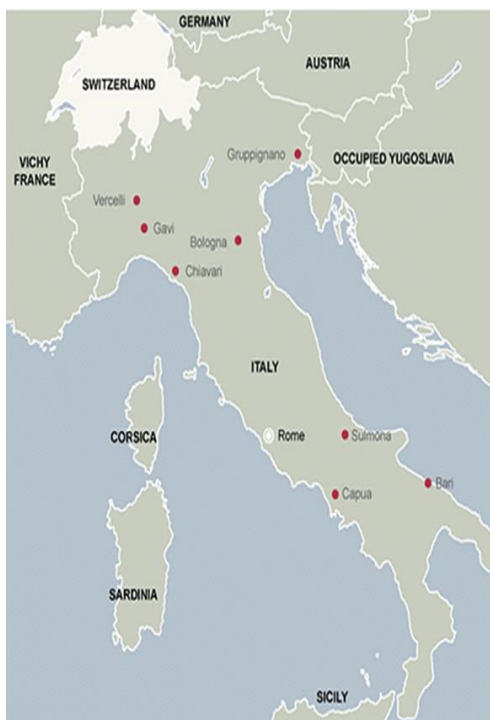 GERMANY
AUSTRIA
SWITZERLAND
Gruppignano
OCCUPIED YUGOSLAVIA
VICHY
FRANCE
Vercelli
Gavi
Bologna
Chiavari
ITALY
CORSICA
Rome
Sulmona
Bari
Capua
SARDINIA
SICILY